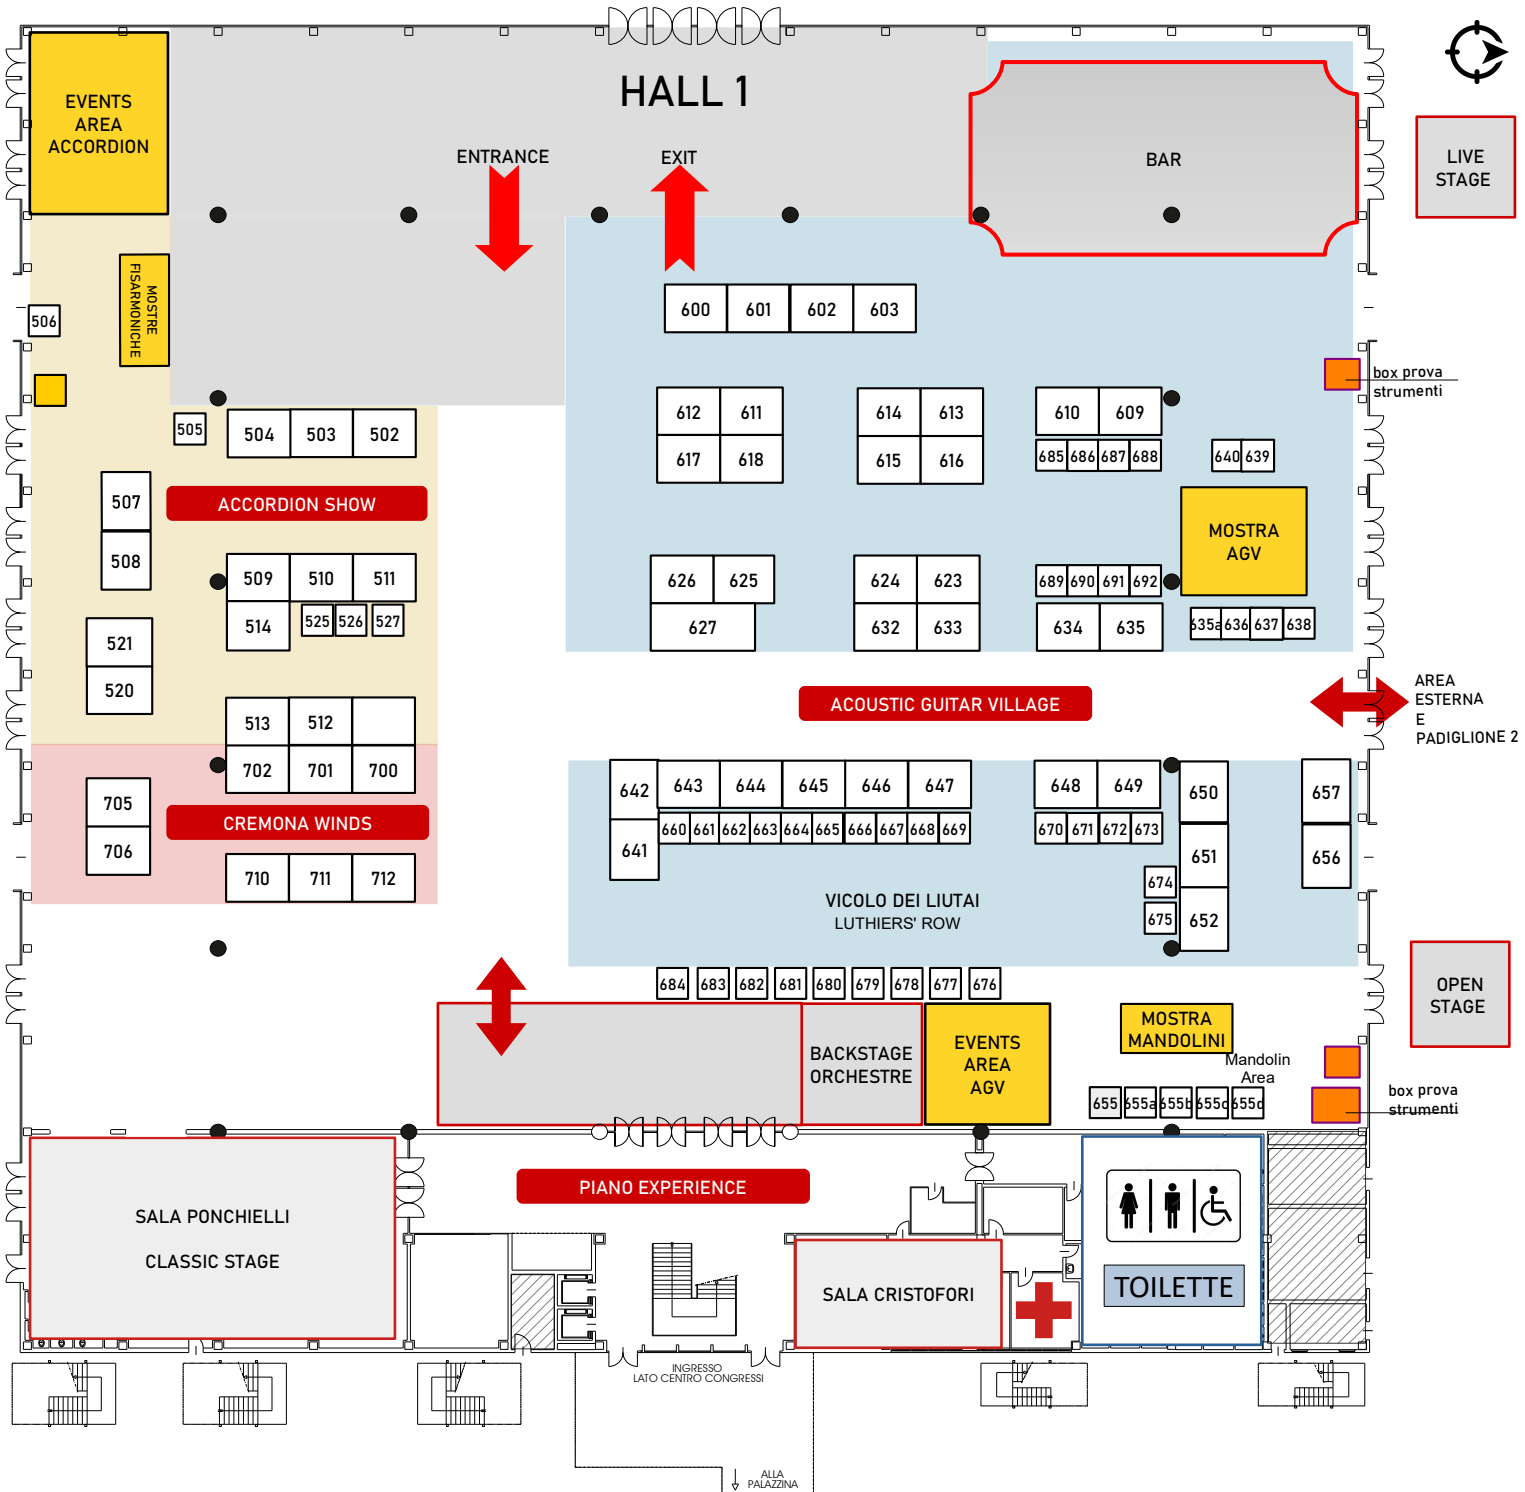 HALL 1
EVENTS
AREA
ACCORDION
ENTRANCE
EXIT
BAR
LIVE
STAGE
MOSTRE
FISARMONICHE
506
600 601 602 603
box prova
strumenti
505
504 503 502
612 611
617 618
614 613
615 616
610 609
685 686 687 688
640 639
507
508
ACCORDION SHOW
MOSTRA
AGV
509 510 511
514
525 526 527
626 625
627
624 623
632 633
689 690 691 692
634 635
635a 636 637 638
521
520
513 512
702 701 700
ACOUSTIC GUITAR VILLAGE
AREA
ESTERNA
E
PADIGLIONE 2
705
706
CREMONA WINDS
710 711 712
642
641
643 644 645 646 647
660 661 662 663 664 665 666 667 668 669
648 649
670 671 672 673
650
651
652
674
675
657
656
VICOLO DEI LIUTAI
LUTHIERS' ROW
684 683 682 681 680 679 678 677 676
OPEN
STAGE
BACKSTAGE
ORCHESTRE
EVENTS
AREA
AGV
MOSTRA
MANDOLINI
Mandolin
Area
655 655a 655b 655c 655d
box prova
strumenti
PIANO EXPERIENCE
SALA PONCHIELLI
CLASSIC STAGE
SALA CRISTOFORI
TOILETTE
INGRESSO
LATO CENTRO CONGRESSI
ALLA
PALAZZINA